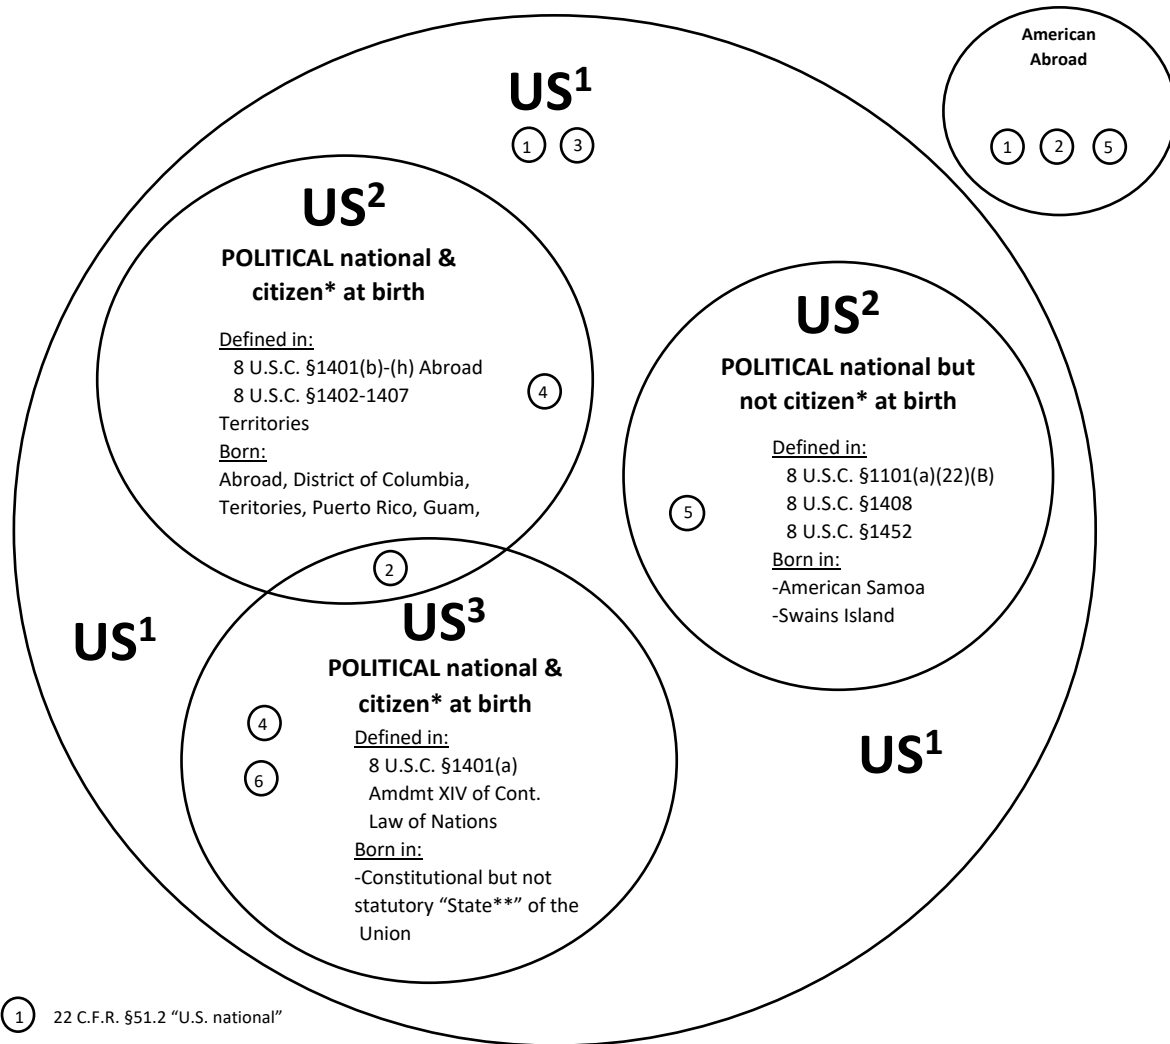 American
Abroad
1 2 5
US¹
1 3
US²
POLITICAL national &
citizen* at birth
Defined in:
8 U.S.C. §1401(b)-(h) Abroad
8 U.S.C. §1402-1407
Territories
Born:
Abroad, District of Columbia,
Teritories, Puerto Rico, Guam,
4
US²
POLITICAL national but
not citizen* at birth
Defined in:
8 U.S.C. §1101(a)(22)(B)
8 U.S.C. §1408
8 U.S.C. §1452
Born in:
-American Samoa
-Swains Island
5
2
US¹
US³
POLITICAL national &
citizen* at birth
Defined in:
8 U.S.C. §1401(a)
Amdmt XIV of Cont.
Law of Nations
Born in:
-Constitutional but not
statutory “State**” of the
Union
4
6
US¹
1 22 C.F.R. §51.2 “U.S. national”